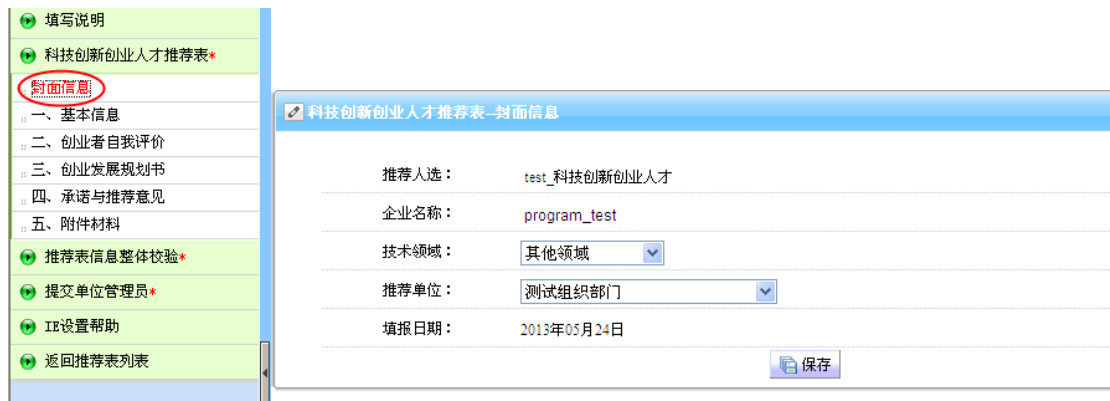 填写说明
科技创新创业人才推荐表*
封面信息
一、基本信息
二、创业者自我评价
三、创业发展规划书
四、承诺与推荐意见
五、附件材料
推荐表信息整体校验*
提交单位管理员*
IE设置帮助
返回推荐表列表
科技创新创业人才推荐表--封面信息
推荐人选： test_科技创新创业人才
企业名称： program_test
技术领域： 其他领域
推荐单位： 测试组织部门
填报日期： 2013年05月24日
保存